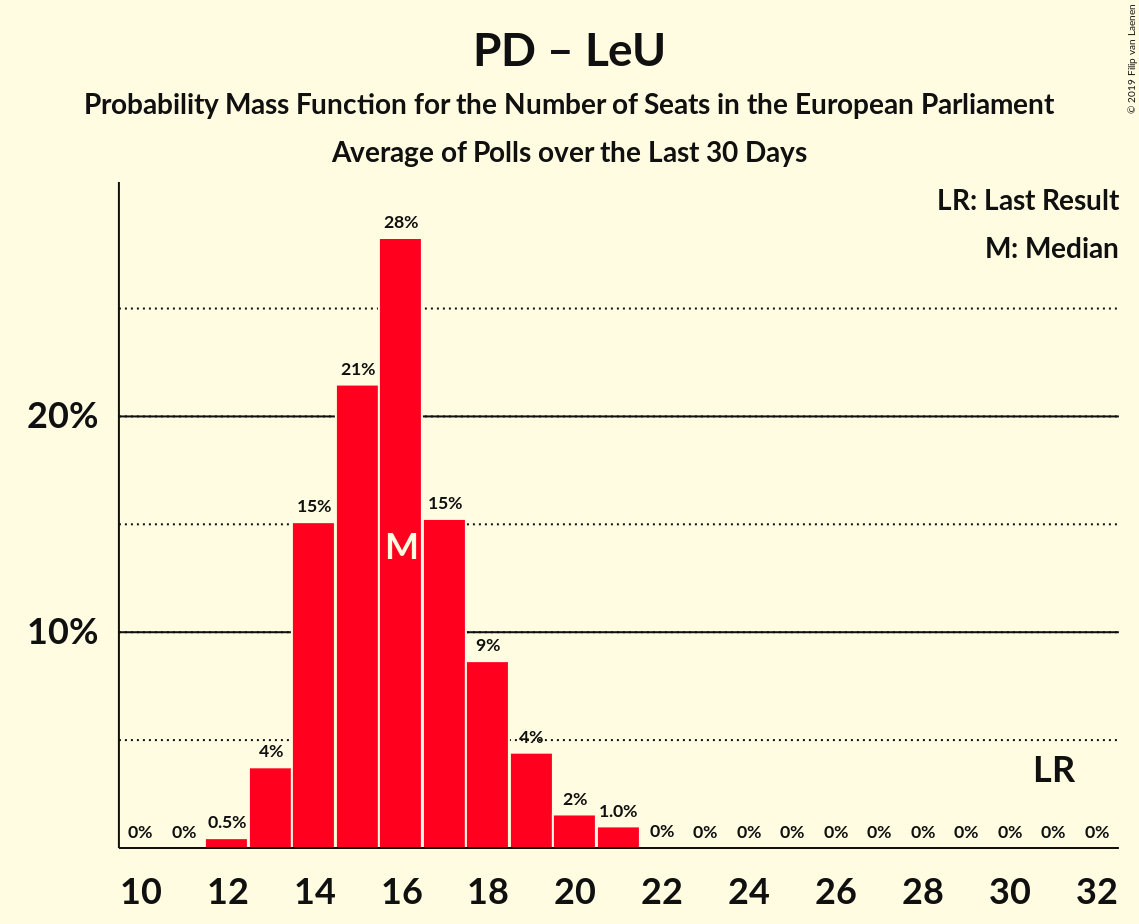 PD – LeU
Probability Mass Function for the Number of Seats in the European Parliament
Average of Polls over the Last 30 Days
© 2019 Filip van Laenen
LR: Last Result
M: Median
28%
21%
20%
15%
15%
M
10%
9%
4%
4%
LR
2%
1.0%
0.5%
0% 0% 0% 0% 0% 0% 0% 0% 0% 0% 0% 0% 0%
10 12 14 16 18 20 22 24 26 28 30 32